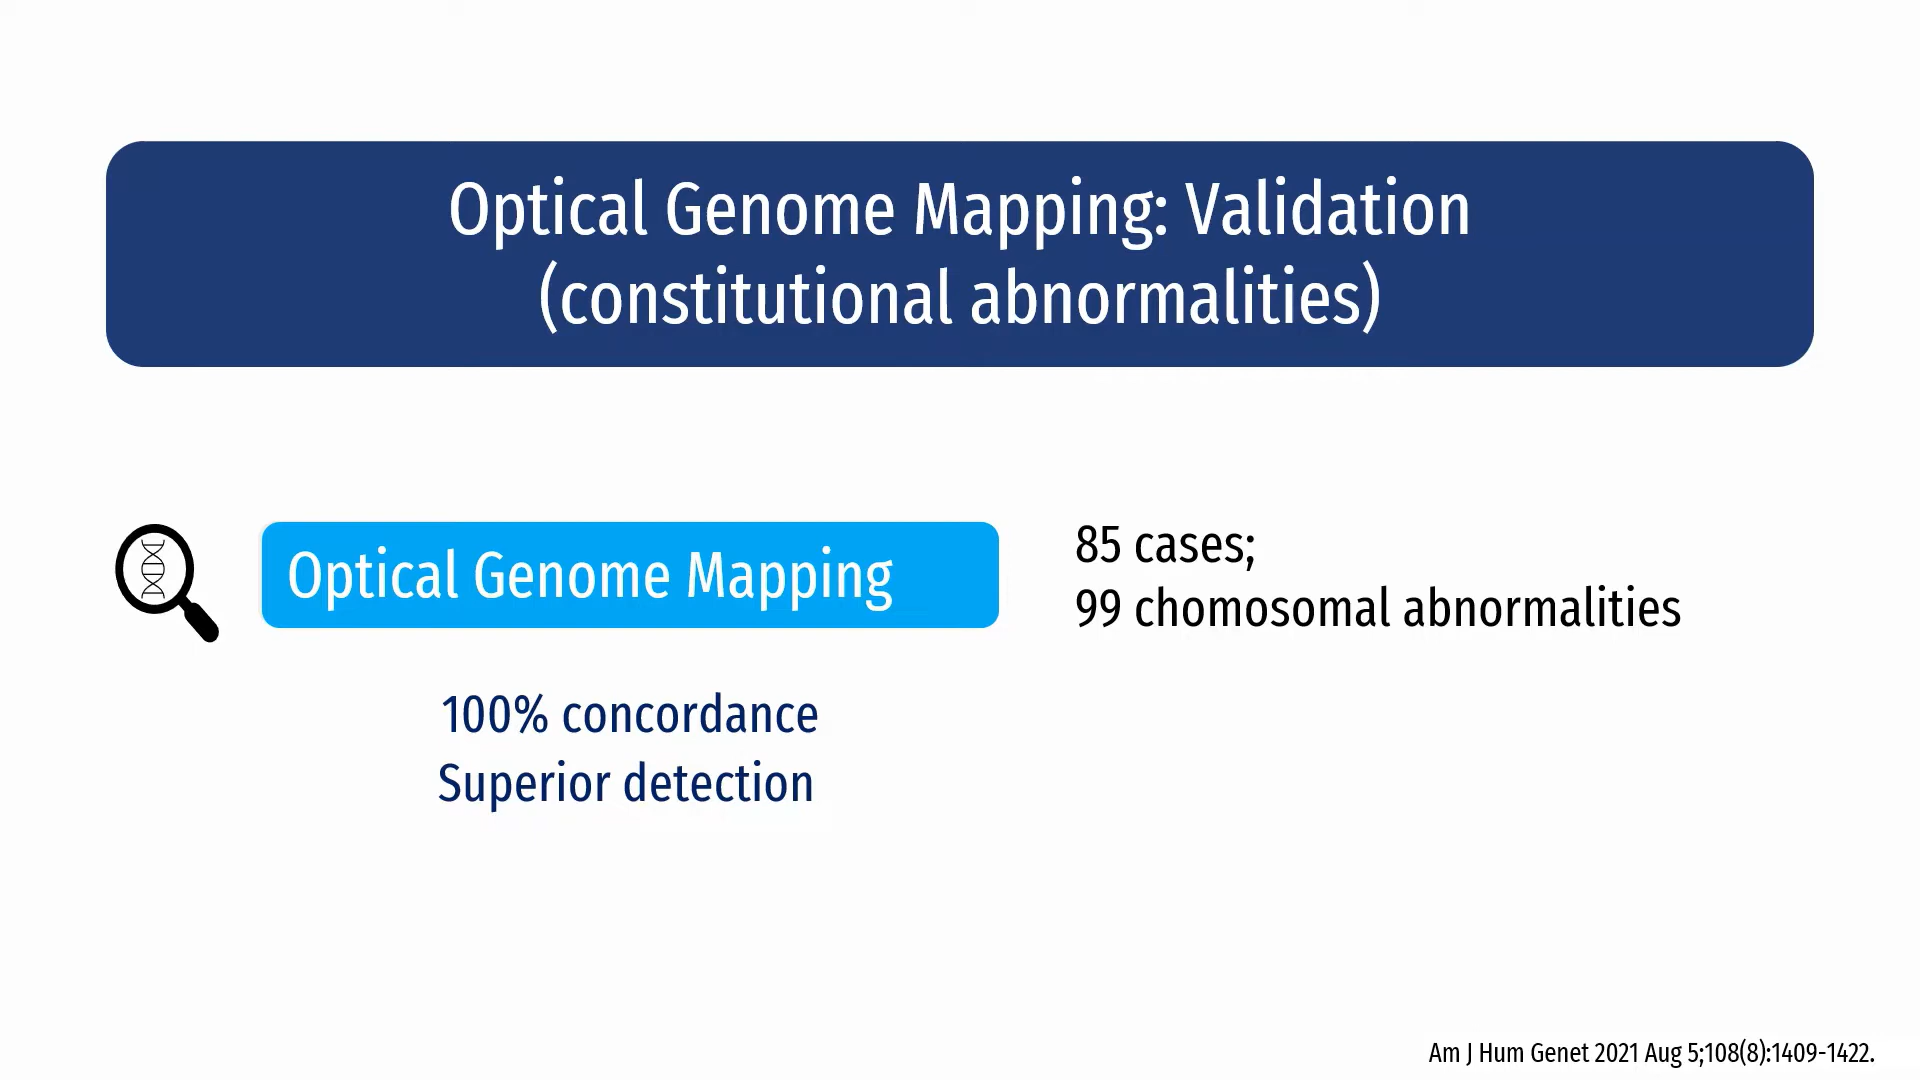 Optical Genome Mapping: Validation
(constitutional abnormalities)
Optical Genome Mapping
85 cases;
99 chomosomal abnormalities
100% concordance
Superior detection
Am J Hum Genet 2021 Aug 5;108(8):1409-1422.